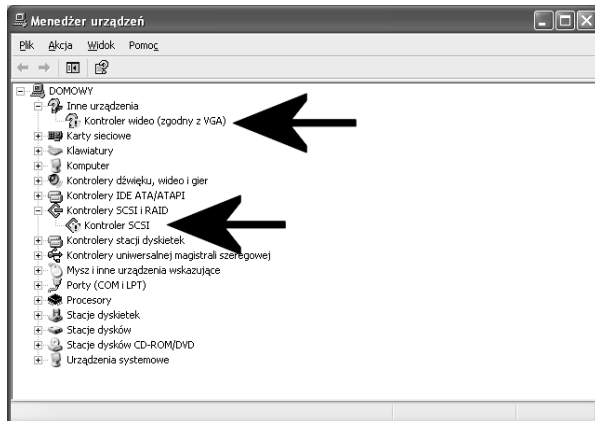 Menedżer urządzeń
Plik Akcja Widok Pomoc
DOMOWY
Inne urządzenia
Kontroler wideo (zgodny z VGA)
Karty sieciowe
Klawiatury
Komputer
Kontrolery dźwięku, wideo i gier
Kontrolery IDE ATA/ATAPI
Kontrolery SCSI i RAID
Kontroler SCSI
Kontrolery stacji dyskietek
Kontrolery uniwersalnej magistrali szeregowej
Mysz i inne urządzenia wskazujące
Porty (COM i LPT)
Procesory
Stacje dyskietek
Stacje dysków
Stacje dysków CD-ROM/DVD
Urządzenia systemowe